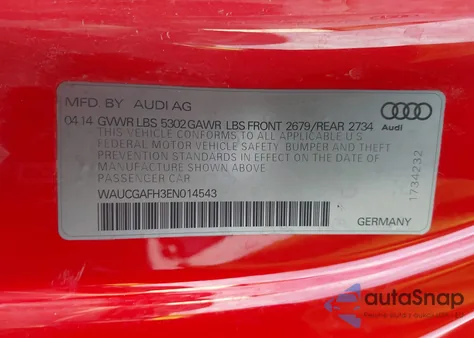 MFD. BY AUDI AG
04.14 GVWR LBS 5302 GAWR LBS FRONT 2679/REAR 2734
THIS VEHICLE CONFORMS TO ALL APPLICABLE U.S
FEDERAL MOTOR VEHICLE SAFETY, BUMPER AND THEFT
PREVENTION STANDARDS IN EFFECT ON THE DATE
OF MANUFACTURE SHOWN ABOVE
PASSENGER CAR
WAUCGAFH3EN014543
Audi
1734232
GERMANY
autoSnap